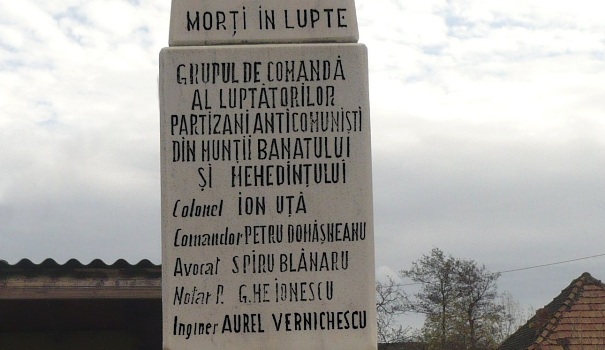 MORȚI ÎN LUPTE
GRUPUL DE COMANDĂ
AL LUPTĂTORILOR
PARTIZANI ANTICOMUNIȘTI
DIN MUNȚII BANATULUI
ȘI MEHEDINȚULUI
Colonel ION UȚĂ
Comandor PETRU DOMĂȘNEANU
Avocat SPIRU BLĂNARU
Notar P. GHE IONESCU
Inginer AUREL VERNICHESCU